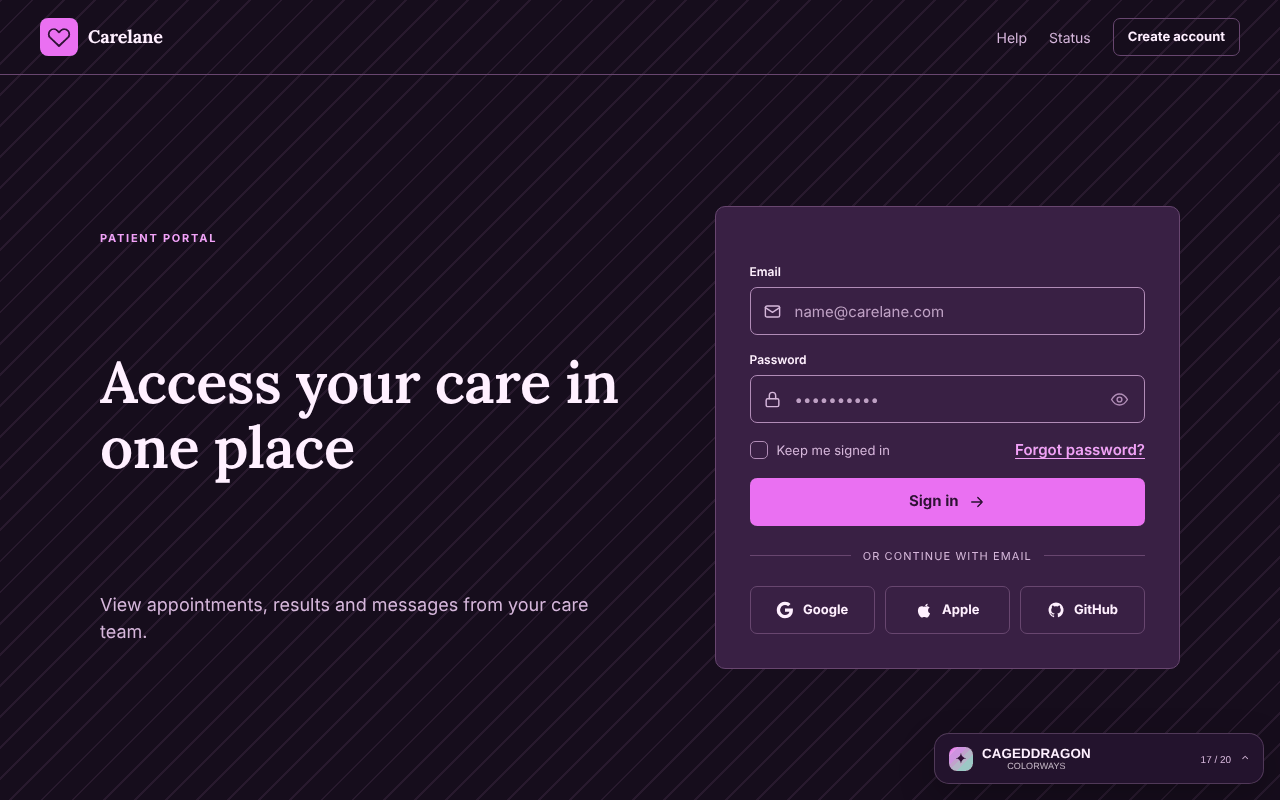 Carelane
Help
Status
Create account
PATIENT PORTAL
Access your care in
one place
View appointments, results and messages from your care
team.
Email
name@carelane.com
Password
Keep me signed in
Forgot password?
Sign in
OR CONTINUE WITH EMAIL
Google
Apple
GitHub
CAGEDDRAGON
COLORWAYS
17 / 20